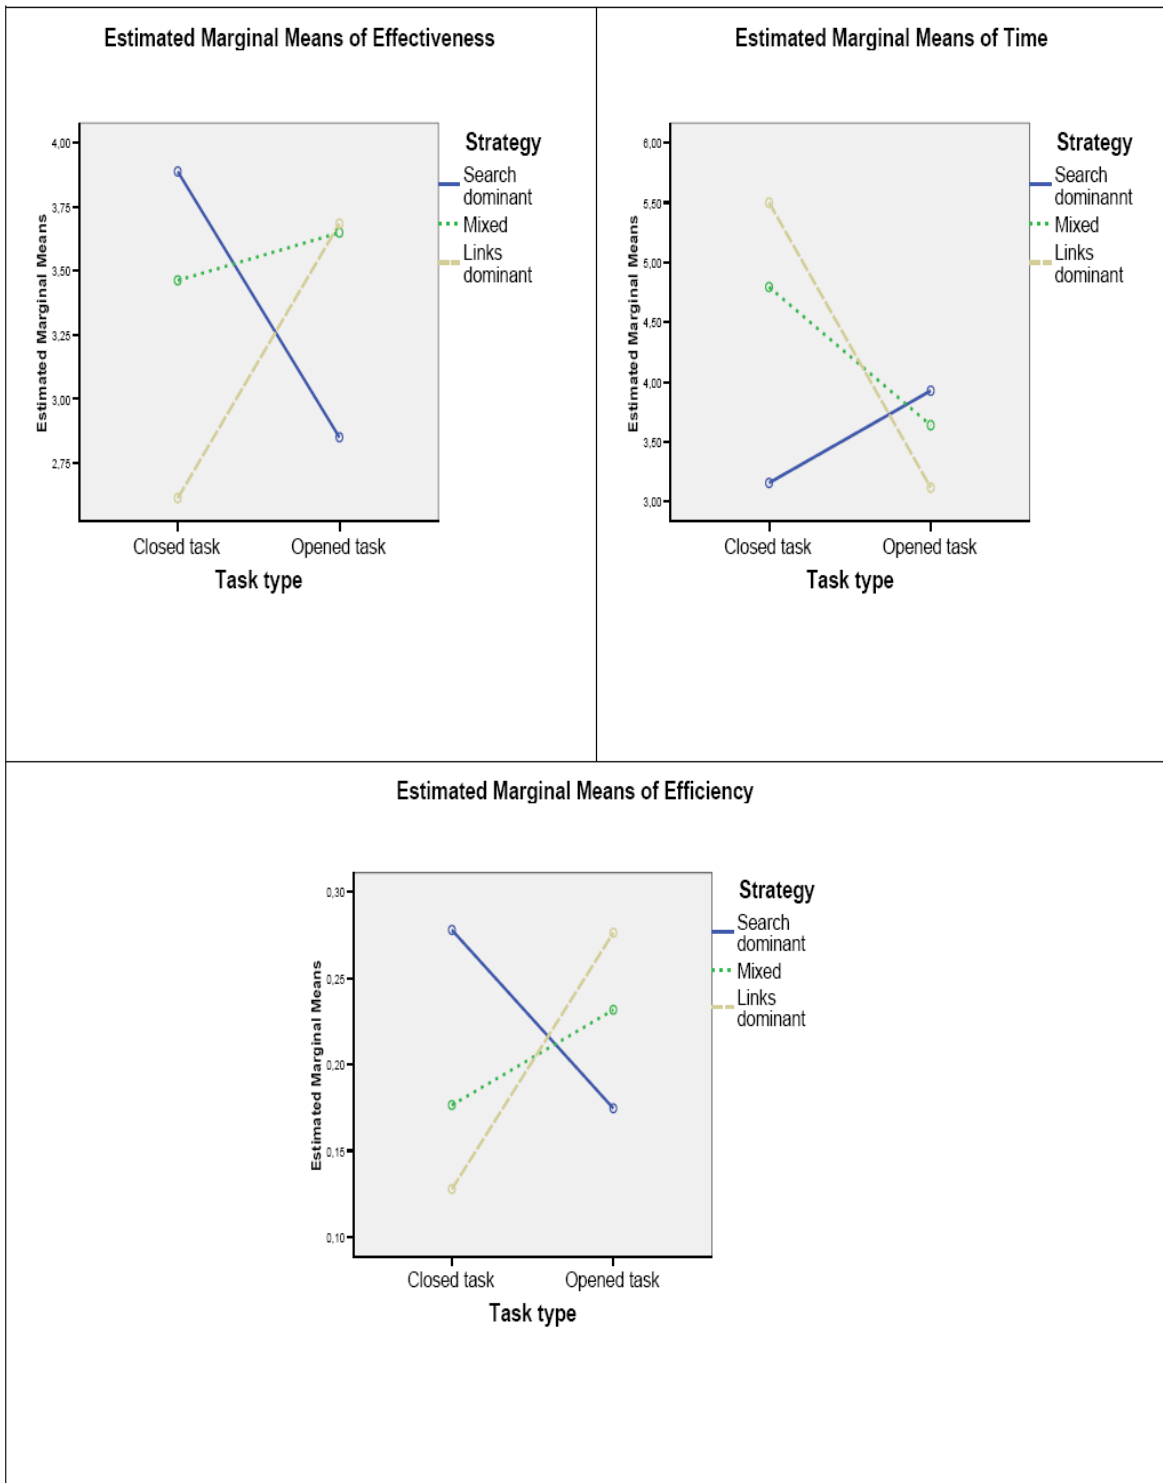 Estimated Marginal Means of Effectiveness
Estimated Marginal Means
4,00
3,75
3,50
3,25
3,00
2,75
Closed task
Opened task
Task type
Strategy
Search
dominant
Mixed
Links
dominant
Estimated Marginal Means of Time
Estimated Marginal Means
6,00
5,50
5,00
4,50
4,00
3,50
3,00
Closed task
Opened task
Task type
Strategy
Search
dominannt
Mixed
Links
dominant
Estimated Marginal Means of Efficiency
Estimated Marginal Means
0,30
0,25
0,20
0,15
0,10
Closed task
Opened task
Task type
Strategy
Search
dominant
Mixed
Links
dominant